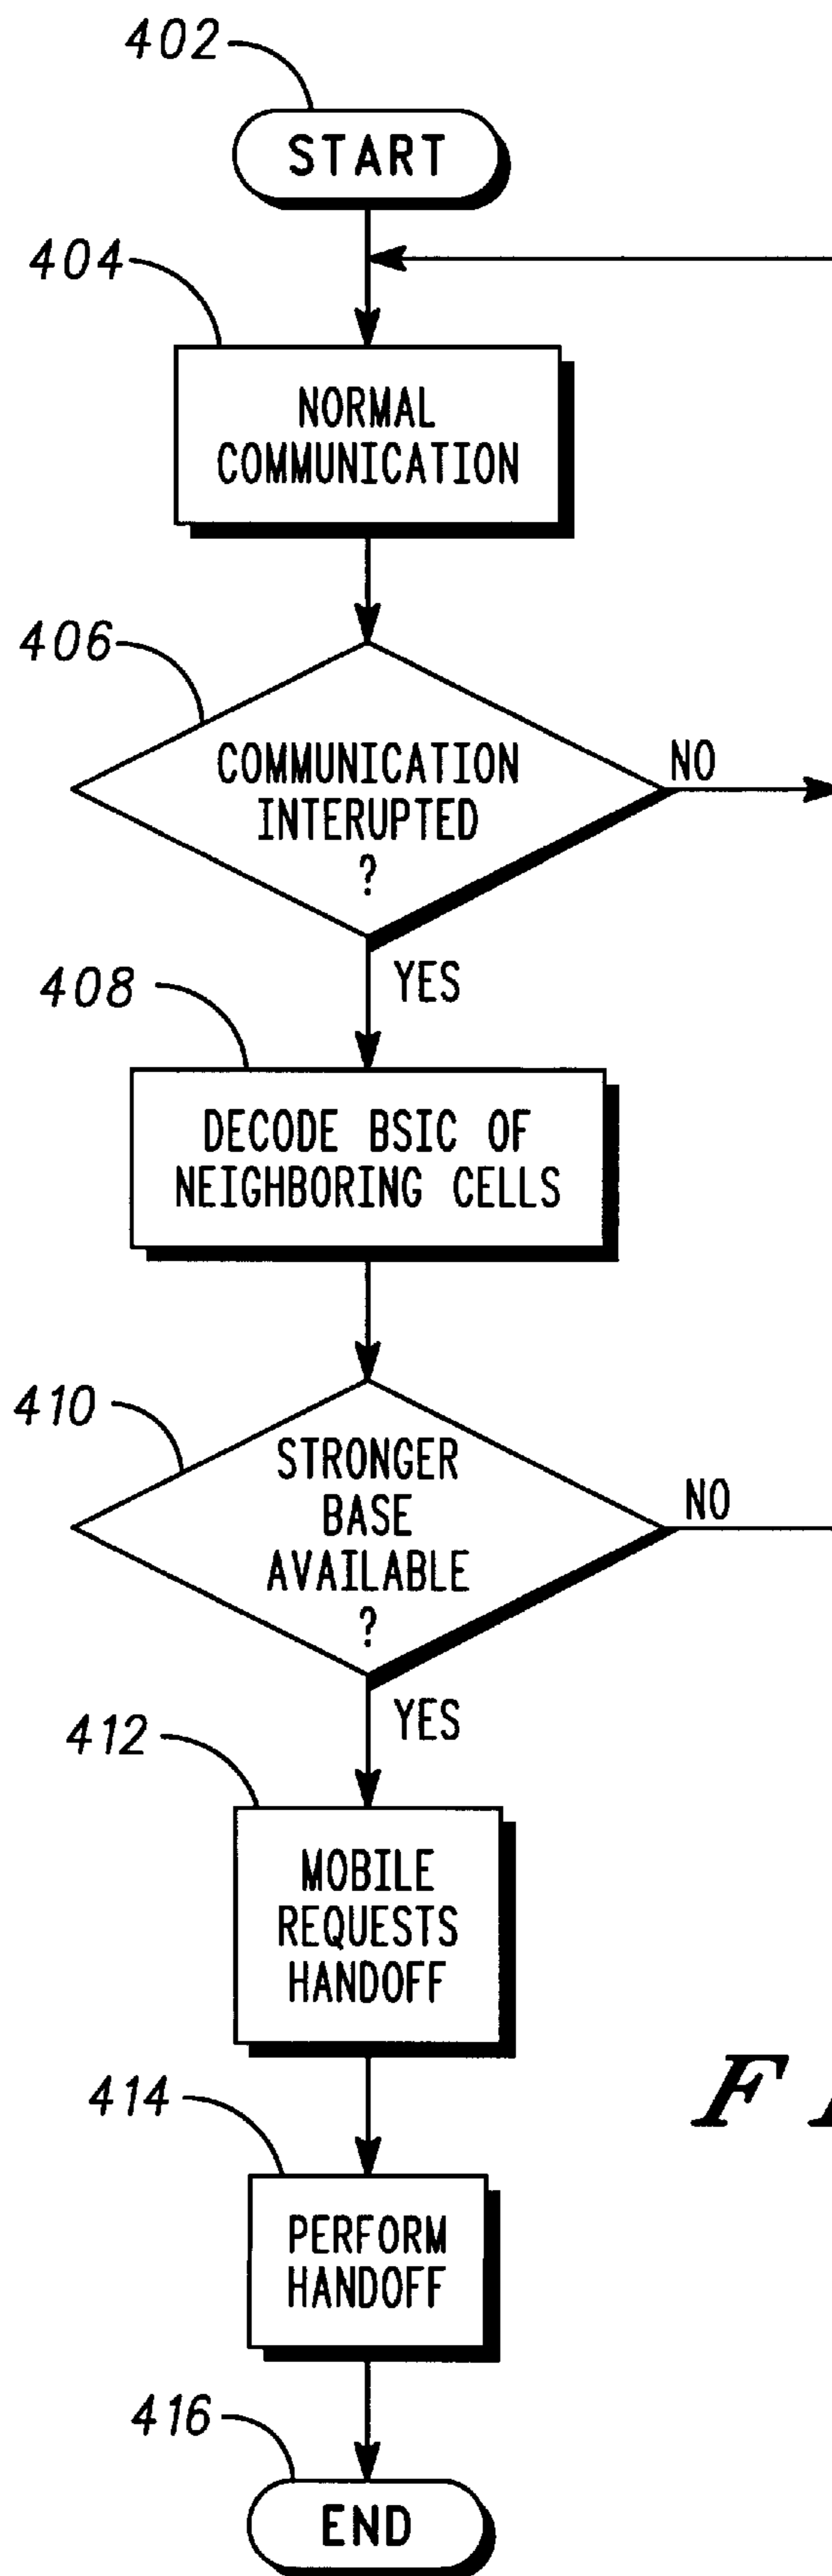 402
START
404
NORMAL
COMMUNICATION
406
COMMUNICATION
INTERUPTED
?
NO
YES
408
DECODE BSIC OF
NEIGHBORING CELLS
410
STRONGER
BASE
AVAILABLE
?
NO
YES
412
MOBILE
REQUESTS
HANDOFF
414
PERFORM
HANDOFF
416
END